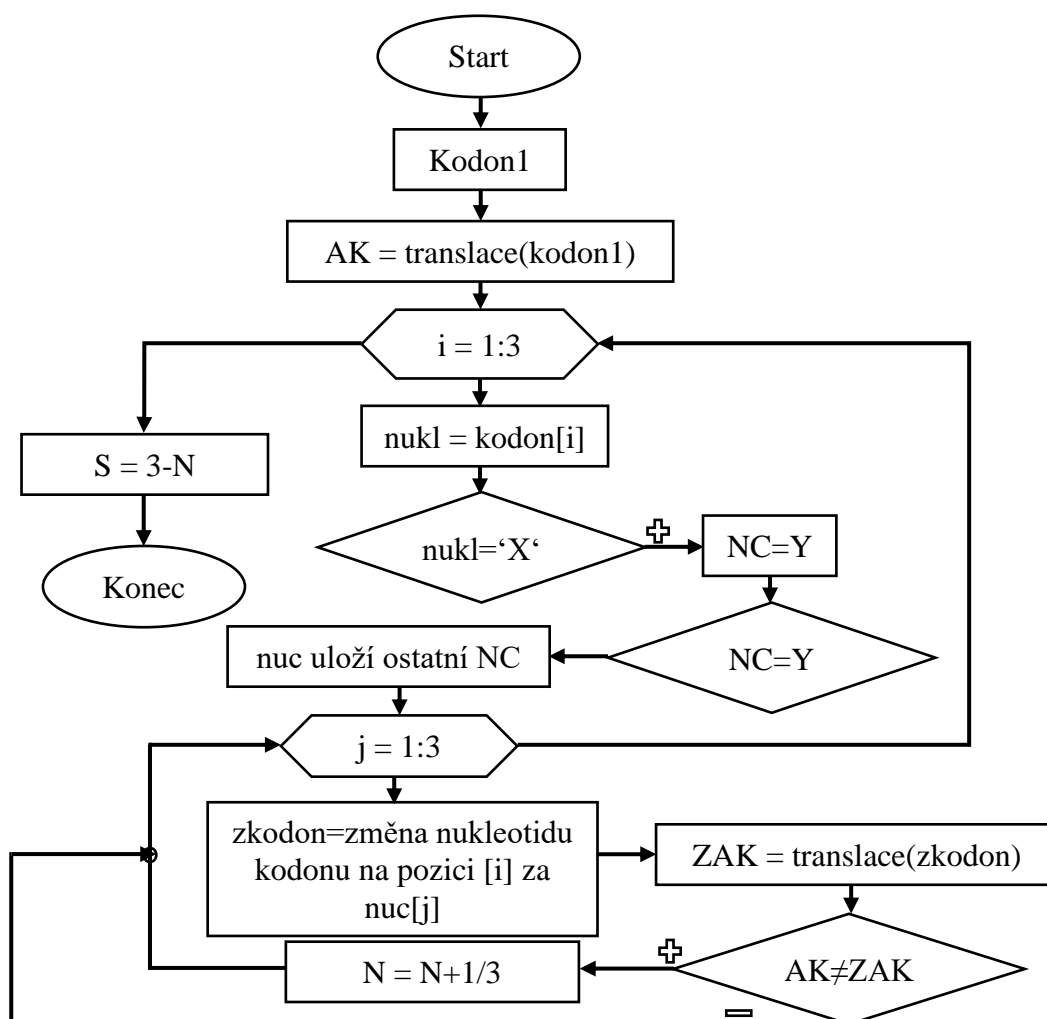 Start
Kodon1
AK = translace(kodon1)
i = 1:3
nukl = kodon[i]
S = 3-N
nukl=‘X‘
NC=Y
Konec
nuc uloží ostatní NC
NC=Y
j = 1:3
zkodon=změna nukleotidu
kodonu na pozici [i] za
nuc[j]
ZAK = translace(zkodon)
N = N+1/3
AK≠ZAK